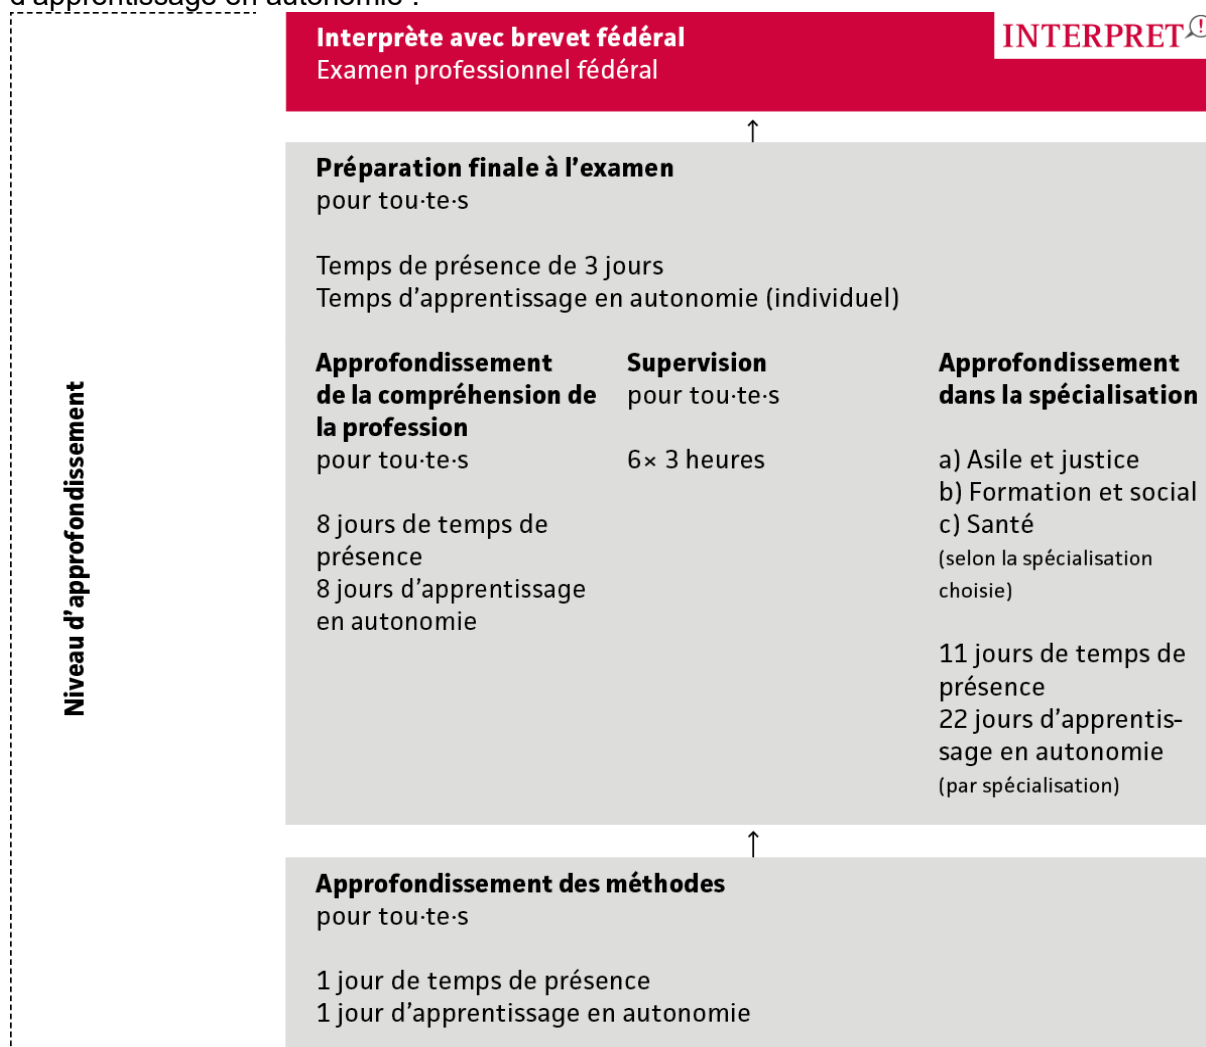 d'apprentissage en autonomie :
Interprète avec brevet fédéral
Examen professionnel fédéral
INTERPRET!
↑
Préparation finale à l'examen
pour tou·te·s
Temps de présence de 3 jours
Temps d'apprentissage en autonomie (individuel)
Approfondissement
de la compréhension de
la profession
pour tou·te·s
8 jours de temps de
présence
8 jours d'apprentissage
en autonomie
Supervision
pour tou·te·s
6× 3 heures
Approfondissement
dans la spécialisation
a) Asile et justice
b) Formation et social
c) Santé
(selon la spécialisation
choisie)
11 jours de temps de
présence
22 jours d'apprentis-
sage en autonomie
(par spécialisation)
Niveau d'approfondissement
↑
Approfondissement des méthodes
pour tou·te·s
1 jour de temps de présence
1 jour d'apprentissage en autonomie